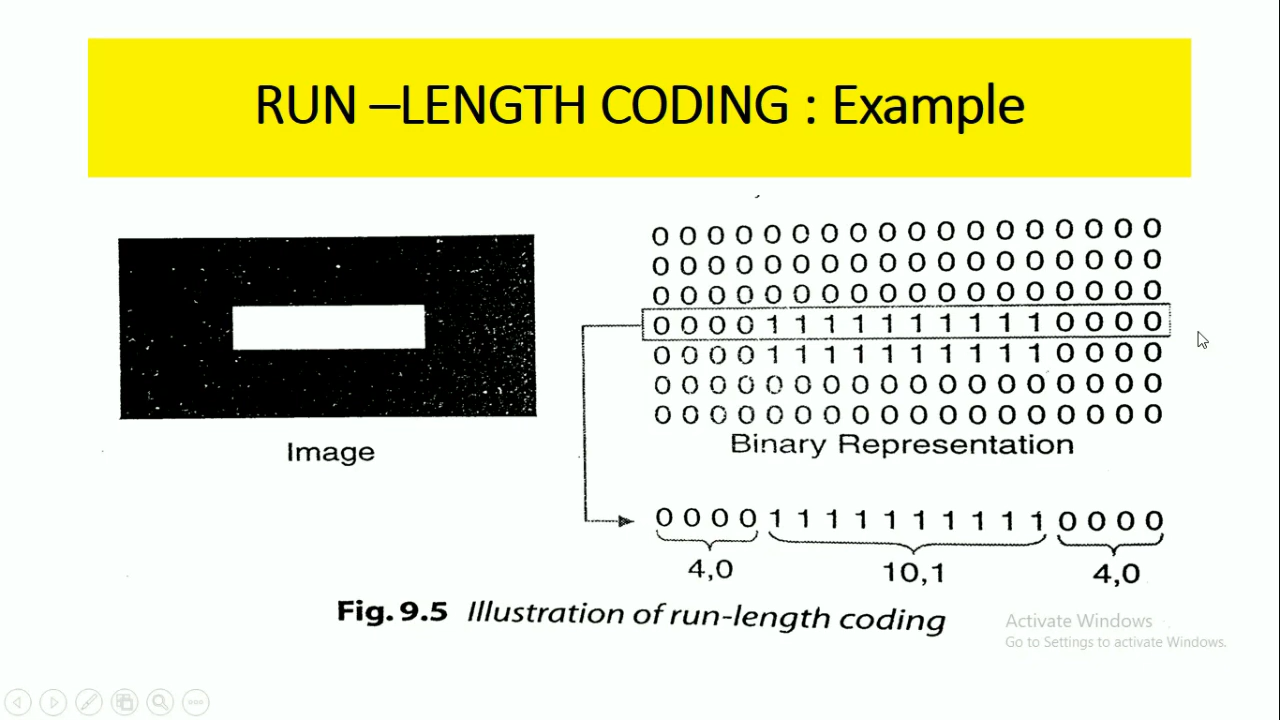 RUN –LENGTH CODING : Example
0 0 0 0 0 0 0 0 0 0 0 0 0 0 0 0 0 0
0 0 0 0 0 0 0 0 0 0 0 0 0 0 0 0 0 0
0 0 0 0 0 0 0 0 0 0 0 0 0 0 0 0 0 0
0 0 0 0 1 1 1 1 1 1 1 1 1 1 0 0 0 0
0 0 0 0 1 1 1 1 1 1 1 1 1 1 0 0 0 0
0 0 0 0 0 0 0 0 0 0 0 0 0 0 0 0 0 0
0 0 0 0 0 0 0 0 0 0 0 0 0 0 0 0 0 0
Image
Binary Representation
0 0 0 0 1 1 1 1 1 1 1 1 1 1 0 0 0 0
4,0 10,1 4,0
Fig. 9.5 Illustration of run-length coding
Activate Windows
Go to Settings to activate Windows.